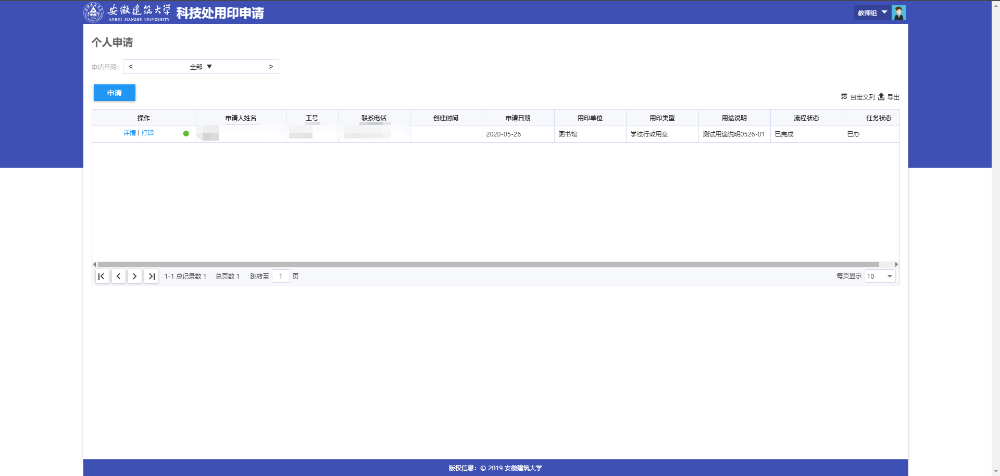 安徽建筑大学
ANHUI JIANZHU UNIVERSITY
科技处用印申请
教师组
个人申请
申请日期:
< 全部 ▼ >
申请
自定义列 导出
操作 申请人姓名 工号 联系电话 创建时间 申请日期 用印单位 用印类型 用途说明 流程状态 任务状态
详情 | 打印 2020-05-26 图书馆 学校行政用章 测试用途说明0526-01 已完成 已办
1-1 总记录数 1 总页数 1 跳转至 1 页 每页显示 10
版权信息：© 2019 安徽建筑大学